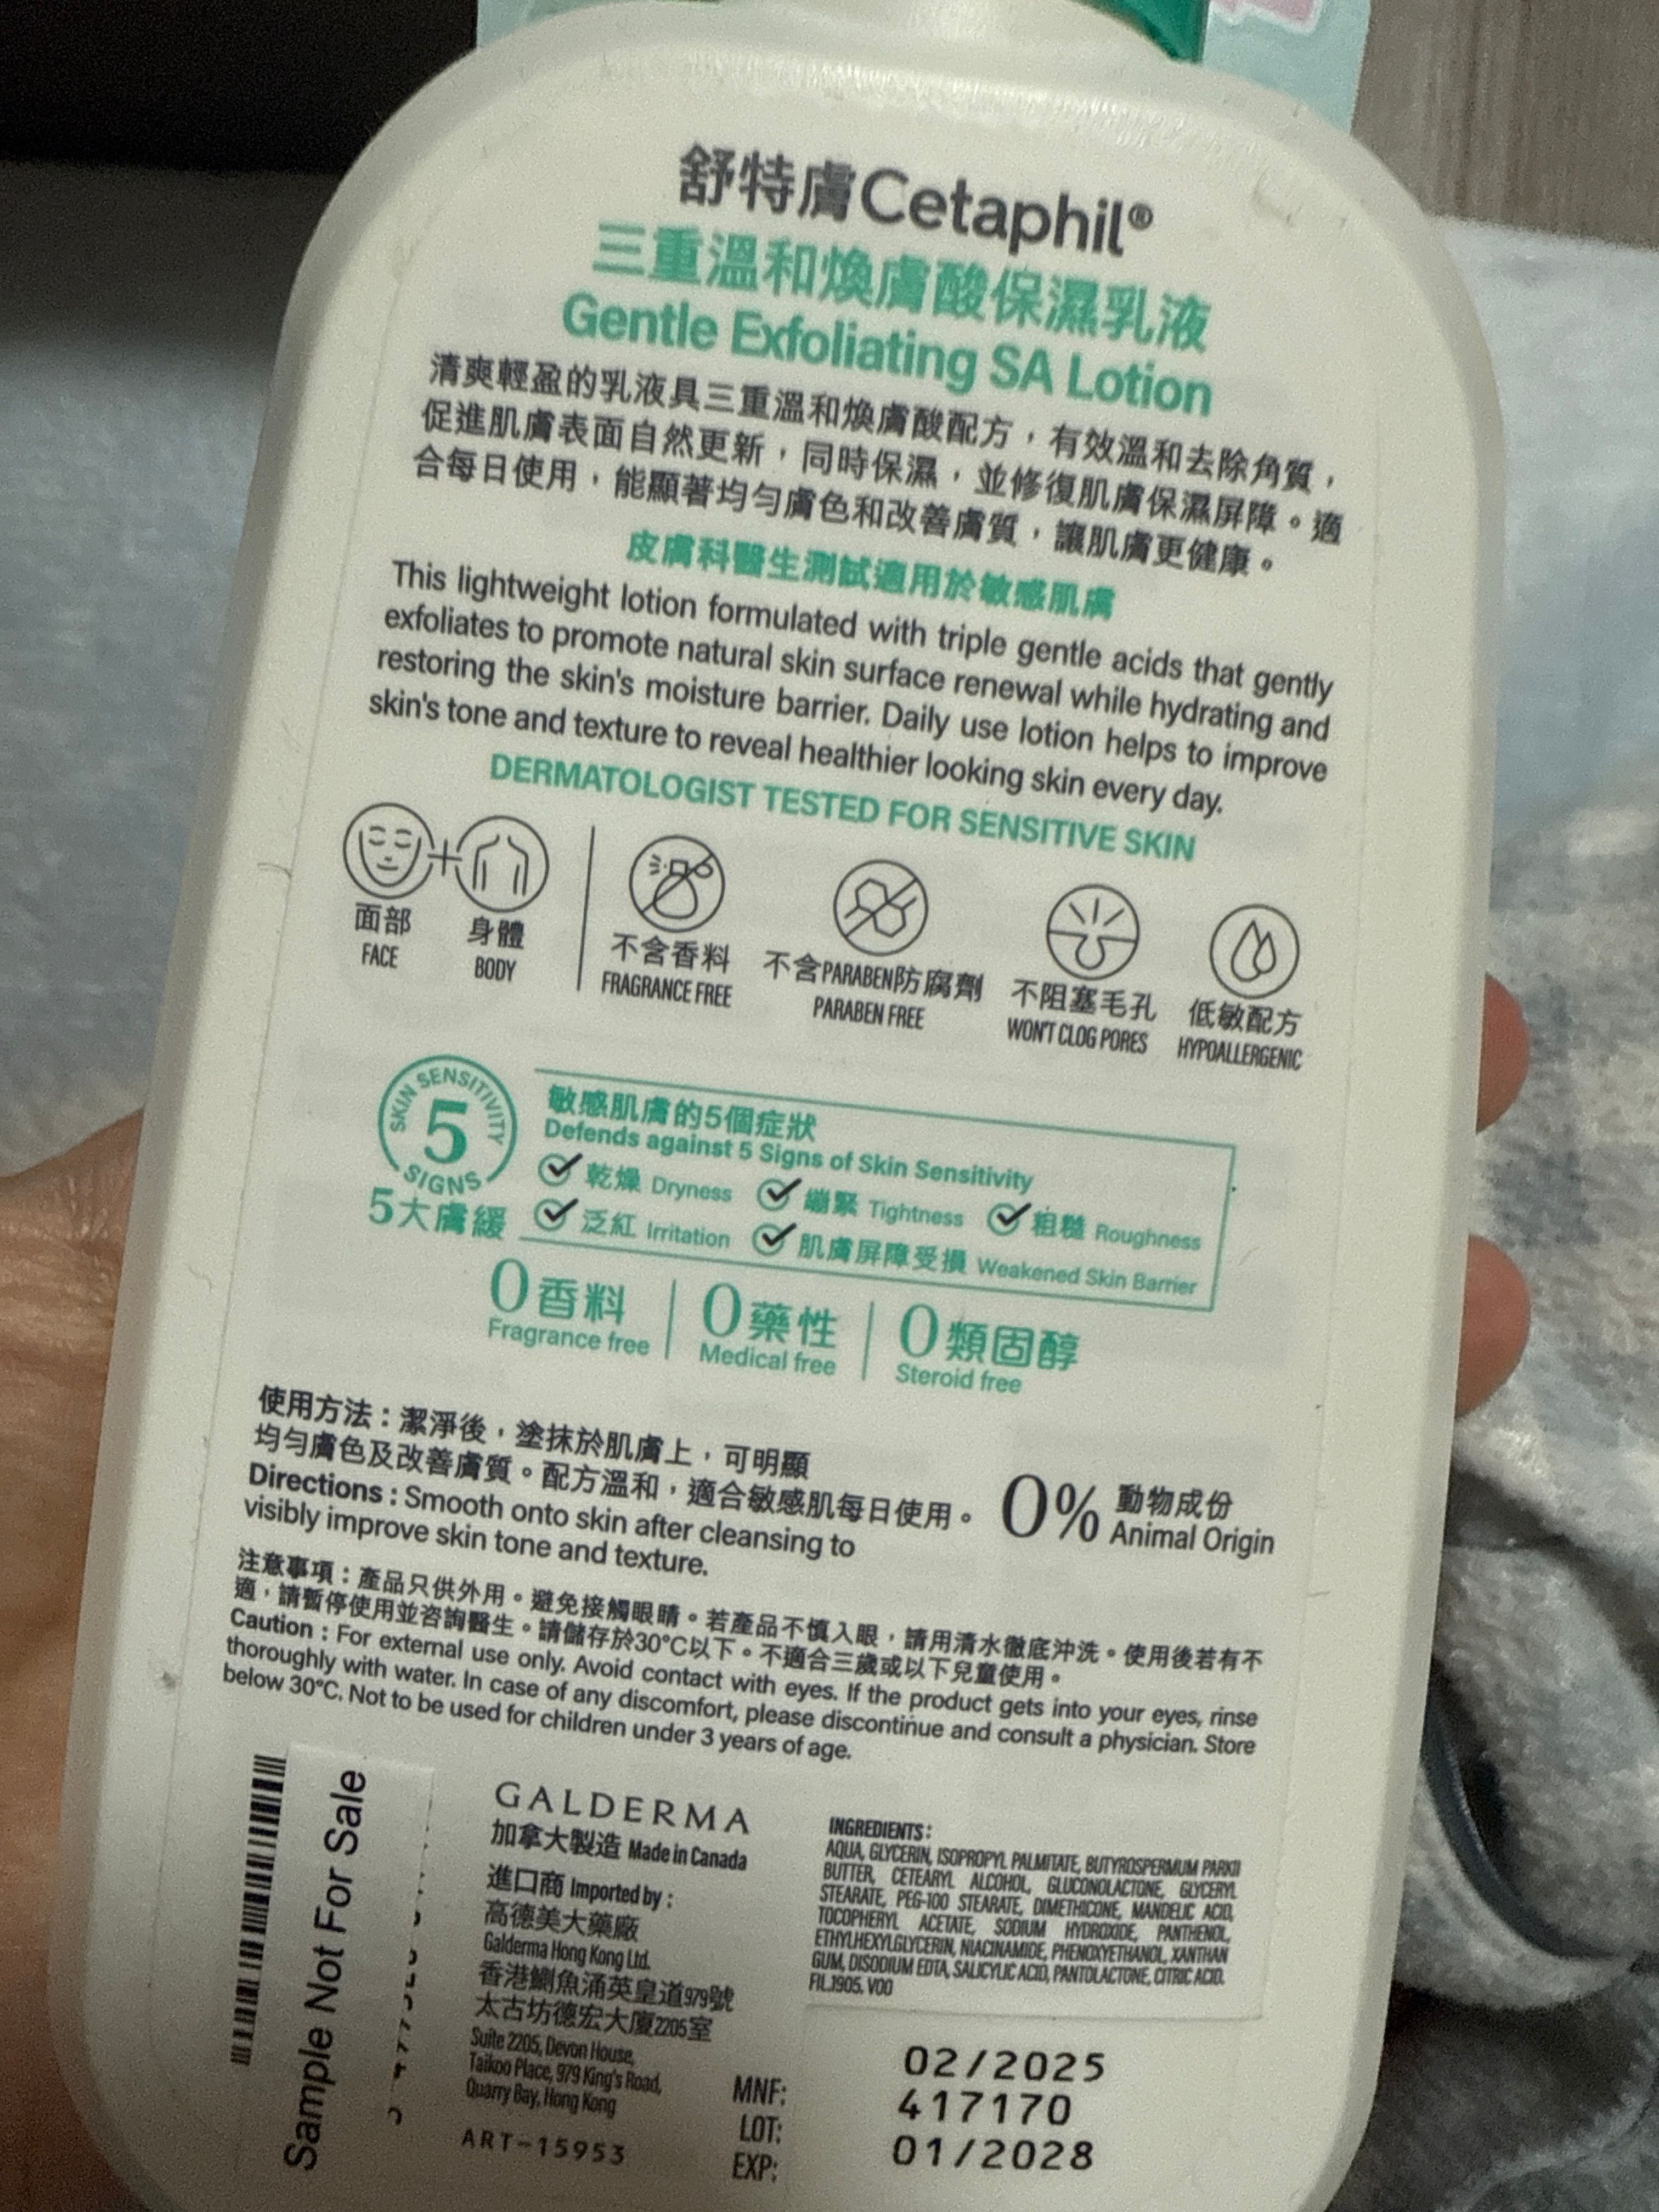 舒特膚Cetaphil®
三重溫和煥膚酸保濕乳液
Gentle Exfoliating SA Lotion
清爽輕盈的乳液具三重溫和煥膚酸配方，有效溫和去除角質，
促進肌膚表面自然更新，同時保濕，並修復肌膚保濕屏障。適
合每日使用，能顯著均勻膚色和改善膚質，讓肌膚更健康。
皮膚科醫生測試適用於敏感肌膚
This lightweight lotion formulated with triple gentle acids that gently
exfoliates to promote natural skin surface renewal while hydrating and
restoring the skin's moisture barrier. Daily use lotion helps to improve
skin's tone and texture to reveal healthier looking skin every day.
DERMATOLOGIST TESTED FOR SENSITIVE SKIN
面部
FACE
身體
BODY
不含香料
FRAGRANCE FREE
不含PARABEN防腐劑
PARABEN FREE
不阻塞毛孔
WON'T CLOG PORES
低敏配方
HYPOALLERGENIC
SKIN SENSITIVITY
5
SIGNS
5大膚緩
敏感肌膚的5個症狀
Defends against 5 Signs of Skin Sensitivity
乾燥 Dryness 繃緊 Tightness 粗糙 Roughness
泛紅 Irritation 肌膚屏障受損 Weakened Skin Barrier
0香料
Fragrance free
0藥性
Medical free
0類固醇
Steroid free
使用方法：潔淨後，塗抹於肌膚上，可明顯
均勻膚色及改善膚質。配方溫和，適合敏感肌每日使用。
Directions : Smooth onto skin after cleansing to
visibly improve skin tone and texture.
0% 動物成份
Animal Origin
注意事項：產品只供外用。避免接觸眼睛。若產品不慎入眼，請用清水徹底沖洗。使用後若有不
適，請暫停使用並咨詢醫生。請儲存於30°C以下。不適合三歲或以下兒童使用。
Caution : For external use only. Avoid contact with eyes. If the product gets into your eyes, rinse
thoroughly with water. In case of any discomfort, please discontinue and consult a physician. Store
below 30°C. Not to be used for children under 3 years of age.
Sample Not For Sale
GALDERMA
加拿大製造 Made in Canada
進口商 Imported by :
高德美大藥廠
Galderma Hong Kong Ltd.
香港鰂魚涌英皇道979號
太古坊德宏大廈2205室
Suite 2205, Devon House,
Taikoo Place, 979 King's Road,
Quarry Bay, Hong Kong
ART-15953
INGREDIENTS :
AQUA, GLYCERIN, ISOPROPYL PALMITATE, BUTYROSPERMUM PARKII
BUTTER, CETEARYL ALCOHOL, GLUCONOLACTONE, GLYCERYL
STEARATE, PEG-100 STEARATE, DIMETHICONE, MANDELIC ACID,
TOCOPHERYL ACETATE, SODIUM HYDROXIDE, PANTHENOL,
ETHYLHEXYLGLYCERIN, NIACINAMIDE, PHENOXYETHANOL, XANTHAN
GUM, DISODIUM EDTA, SALICYLIC ACID, PANTOLACTONE, CITRIC ACID.
FIL.1905. V00
MNF: 02/2025
LOT: 417170
EXP: 01/2028